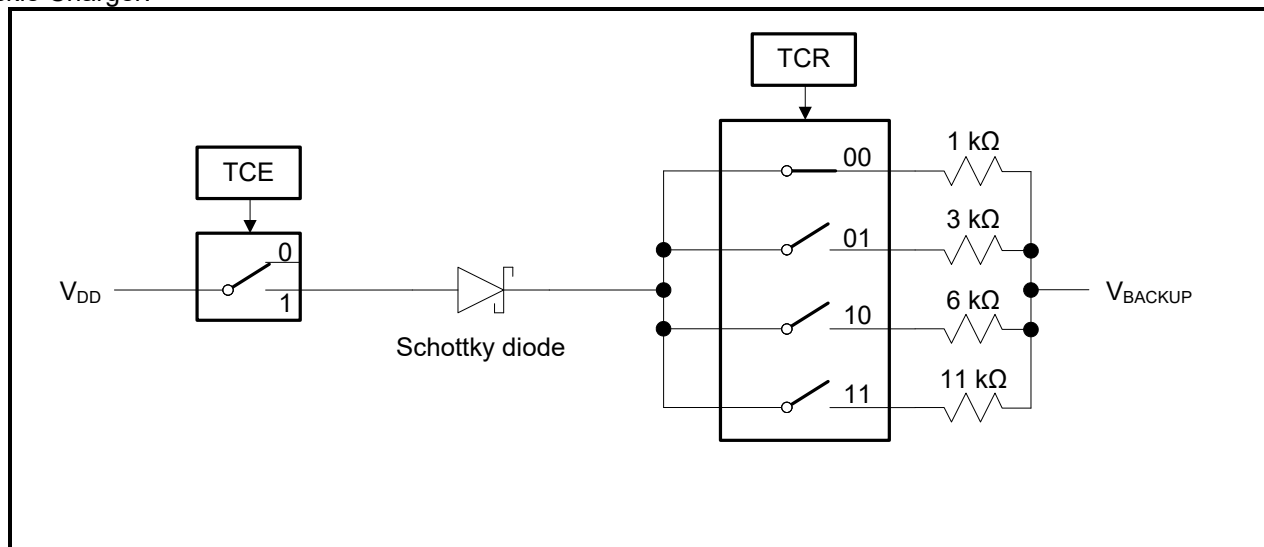 TCR
TCE
00
1 kΩ
01
3 kΩ
0
1
VDD
Schottky diode
10
6 kΩ
VBACKUP
11
11 kΩ